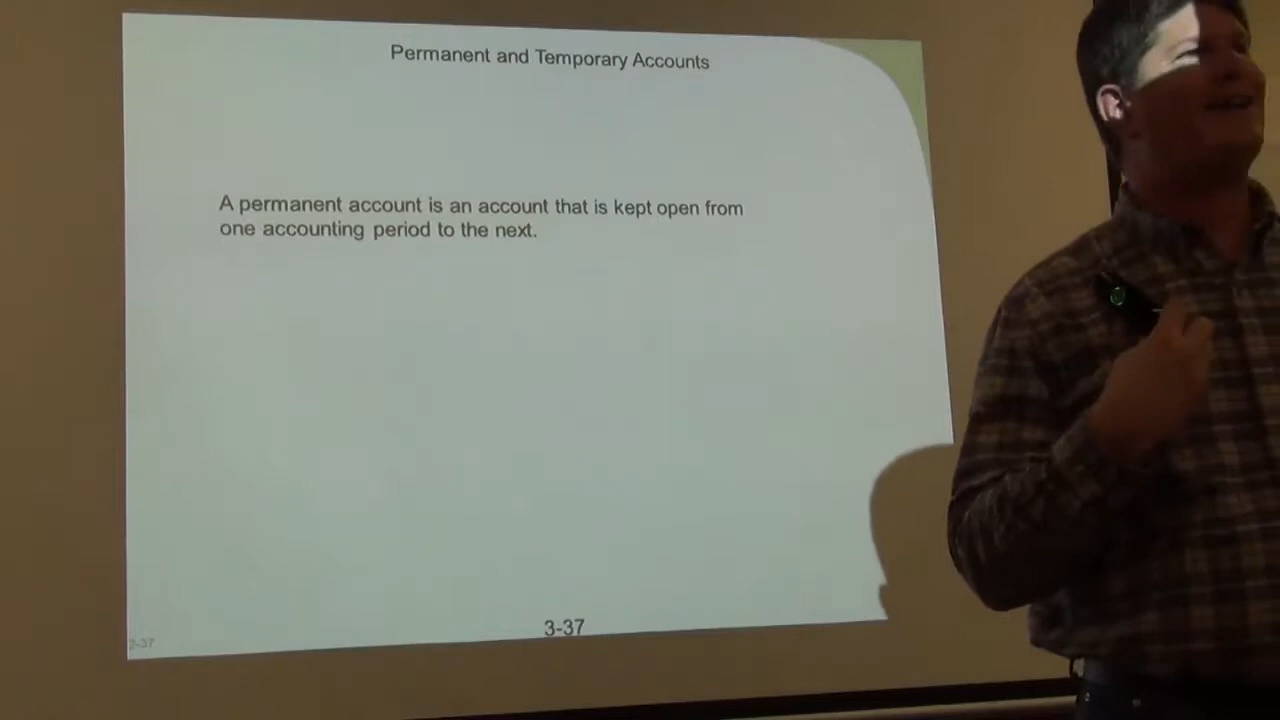 Permanent and Temporary Accounts
A permanent account is an account that is kept open from
one accounting period to the next.
3-37
2-37